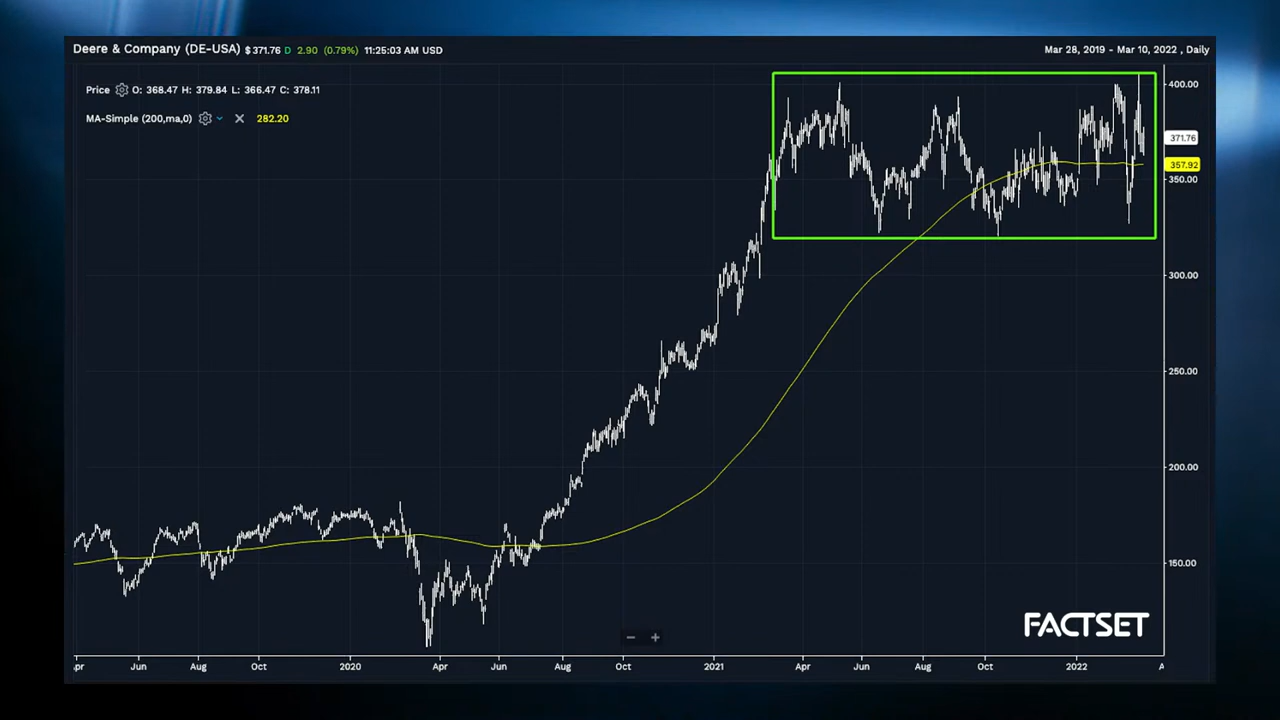 Deere & Company (DE-USA) $371.76 D 2.90 (0.79%) 11:25:03 AM USD
Mar 28, 2019 - Mar 10, 2022 , Daily
Price O: 368.47 H: 379.84 L: 366.47 C: 378.11
MA-Simple (200,ma,0) 282.20
400.00
371.76
357.92
350.00
300.00
250.00
200.00
150.00
FACTSET
pr Jun Aug Oct 2020 Apr Jun Aug Oct 2021 Apr Jun Aug Oct 2022 A